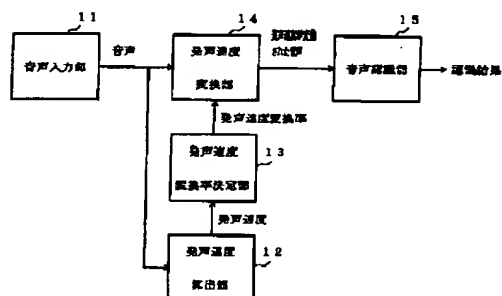 11
音声入力部
音声
14
発声速度
変換部
15
音声認識部
認識結果
発声速度変換率
13
発声速度
変換率決定部
発声速度
12
発声速度
算出部